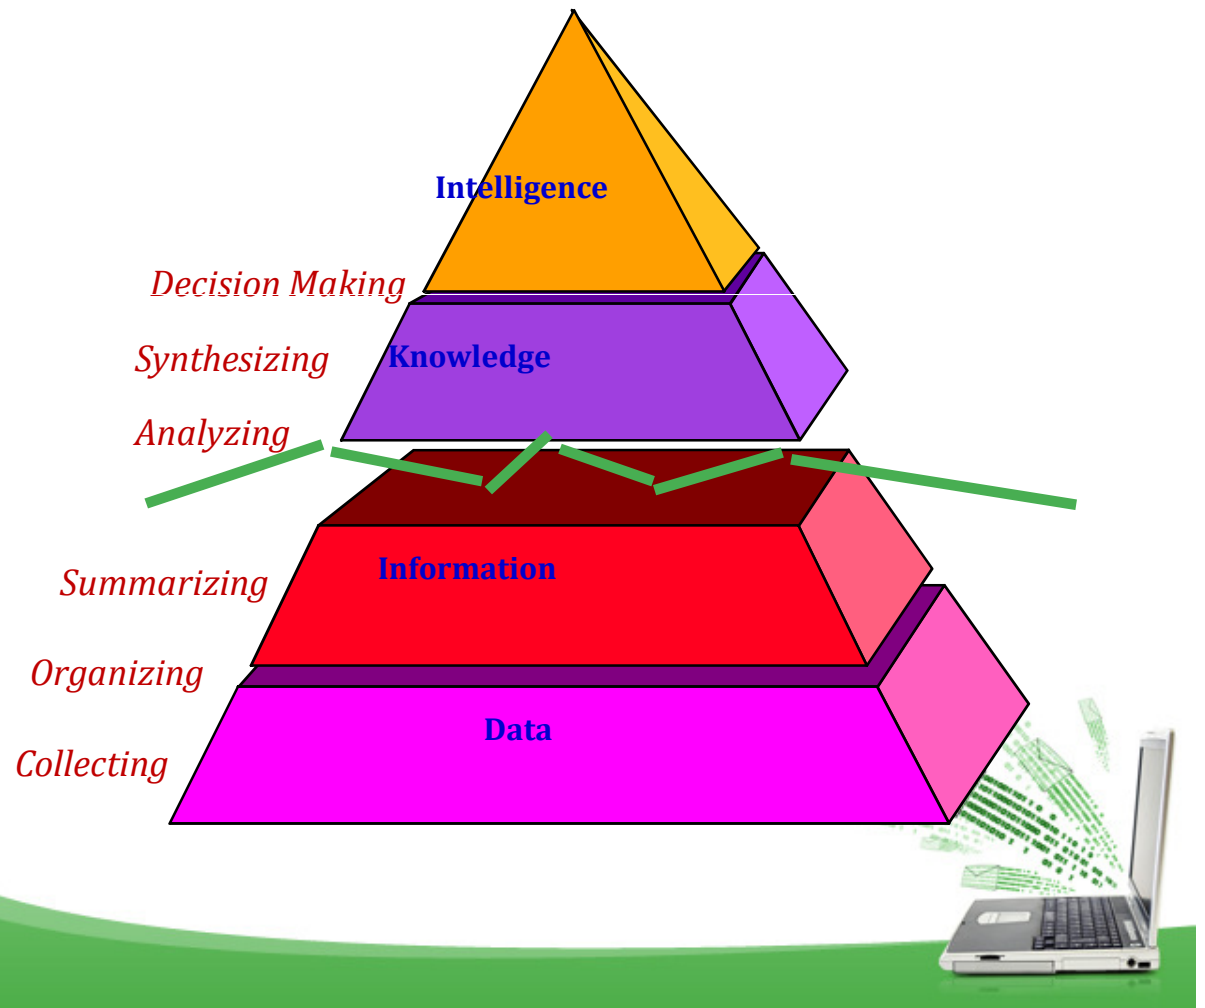 Intelligence
Decision Making
Synthesizing
Knowledge
Analyzing
Information
Summarizing
Organizing
Data
Collecting